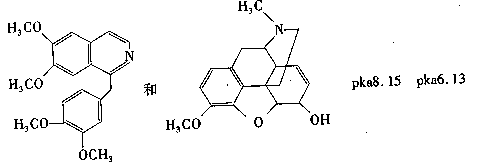 H₃CO
H₃CO
N
H₃CO
OCH₃
和
H₃C
N
H₃CO
O
OH
pka8.15 pka6.13